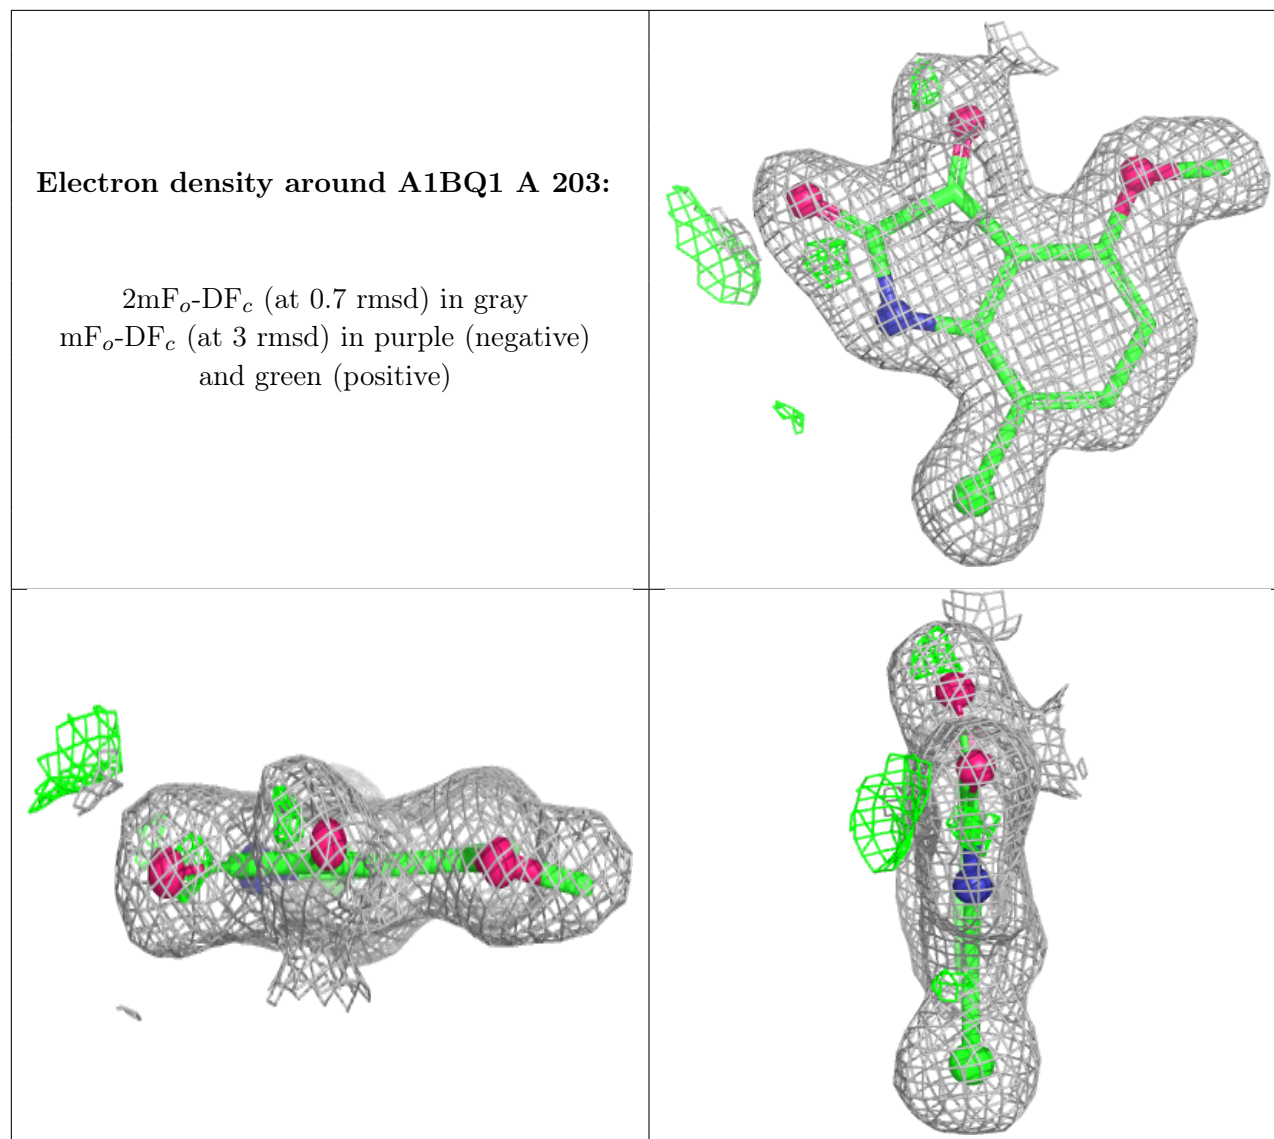 Electron density around A1BQ1 A 203:
2mFₒ-DF𝒸 (at 0.7 rmsd) in gray
mFₒ-DF𝒸 (at 3 rmsd) in purple (negative)
and green (positive)